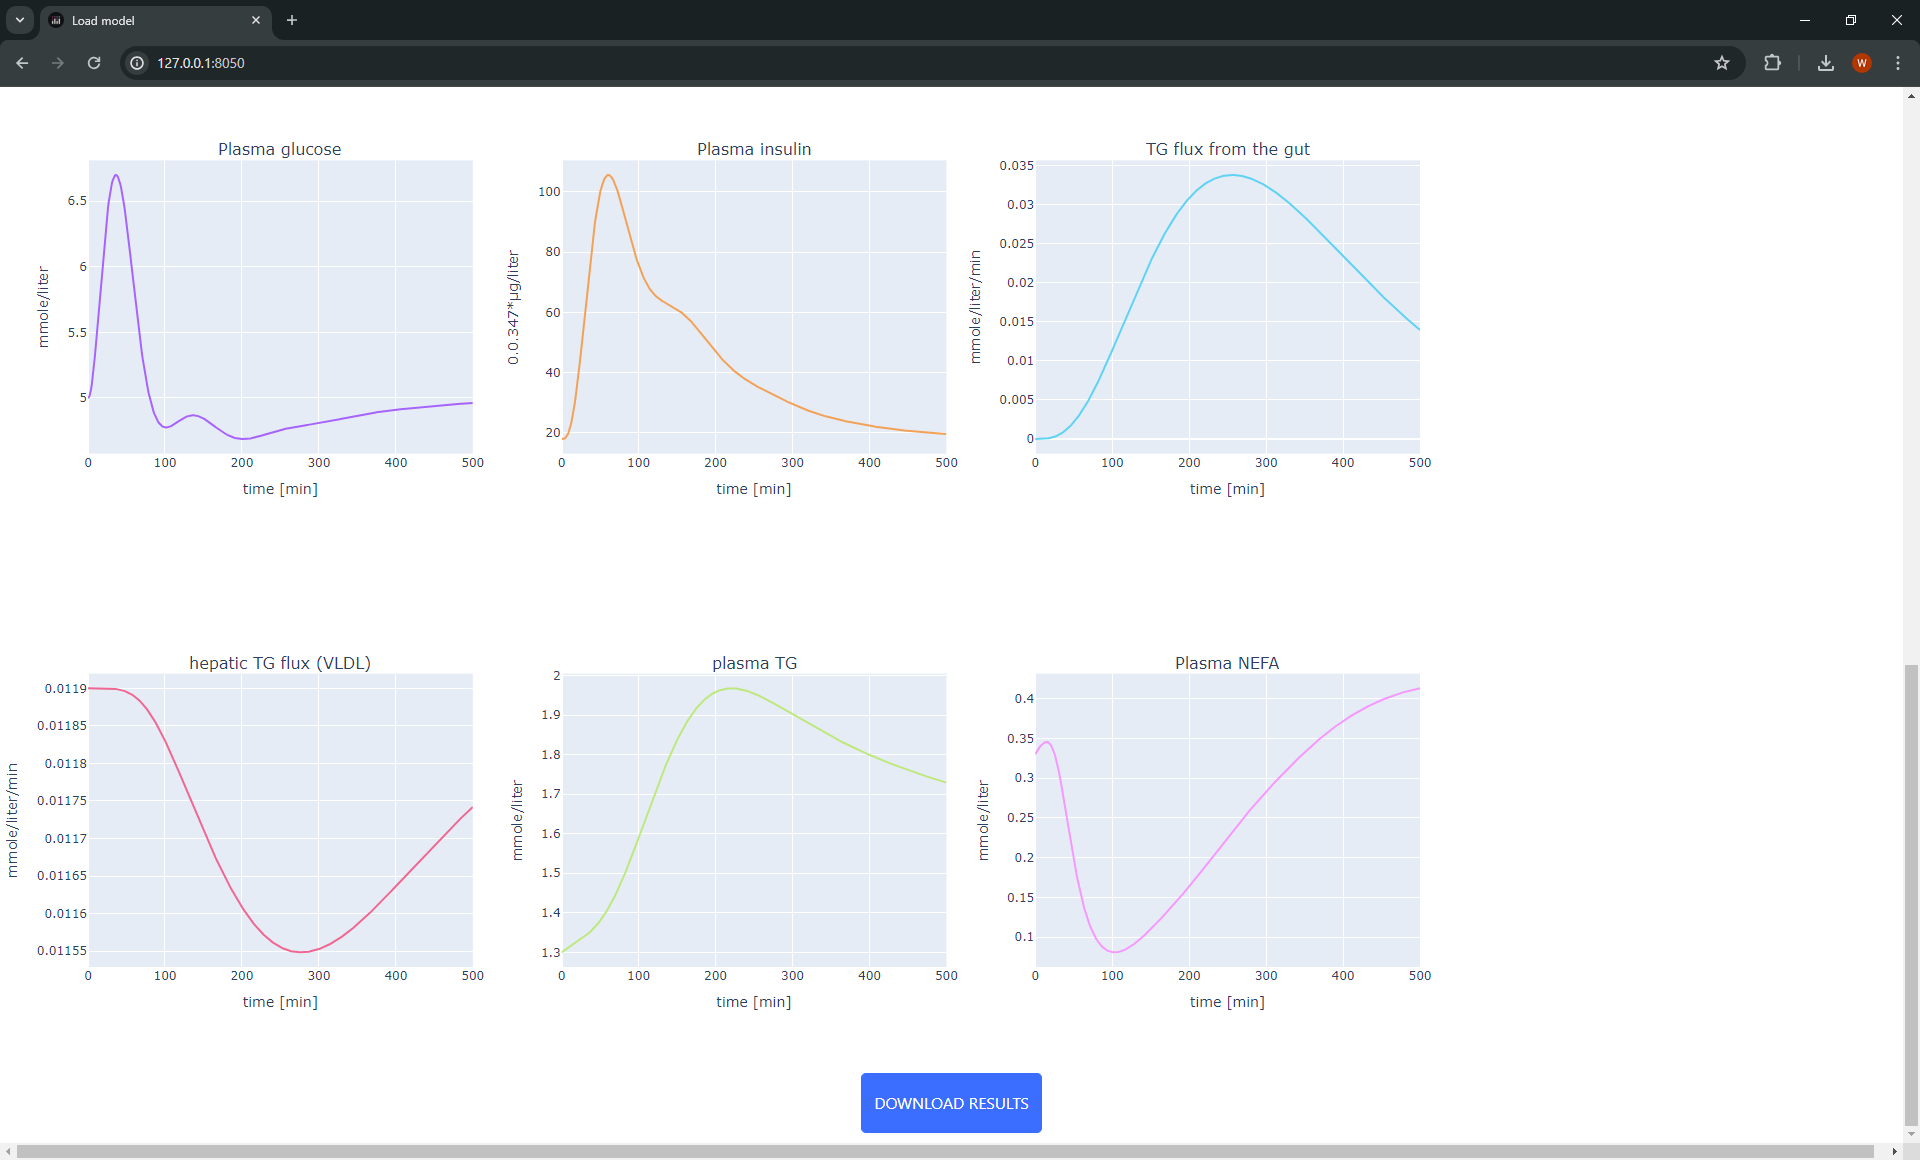 Load model
127.0.0.1:8050
W
Plasma glucose
Plasma insulin
TG flux from the gut
mmole/liter
6.5
6
5.5
5
0 100 200 300 400 500
time [min]
0.0.347*µg/liter
100
80
60
40
20
0 100 200 300 400 500
time [min]
mmole/liter/min
0.035
0.03
0.025
0.02
0.015
0.01
0.005
0
0 100 200 300 400 500
time [min]
hepatic TG flux (VLDL)
plasma TG
Plasma NEFA
mmole/liter/min
0.0119
0.01185
0.0118
0.01175
0.0117
0.01165
0.0116
0.01155
0 100 200 300 400 500
time [min]
mmole/liter
2
1.9
1.8
1.7
1.6
1.5
1.4
1.3
0 100 200 300 400 500
time [min]
mmole/liter
0.4
0.35
0.3
0.25
0.2
0.15
0.1
0 100 200 300 400 500
time [min]
DOWNLOAD RESULTS